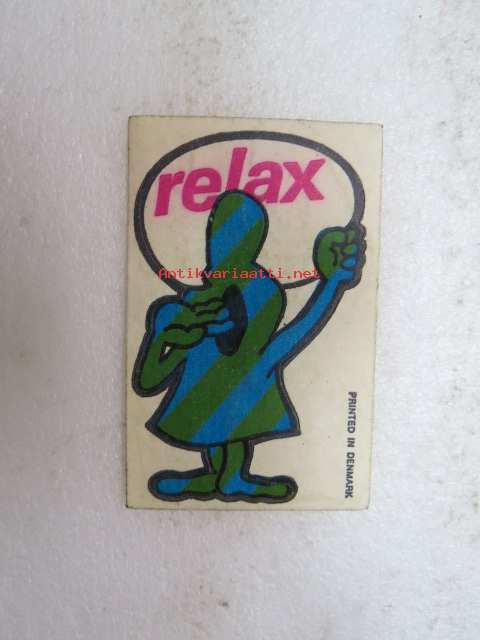 relax
Antikvariaatti.net
PRINTED IN DENMARK